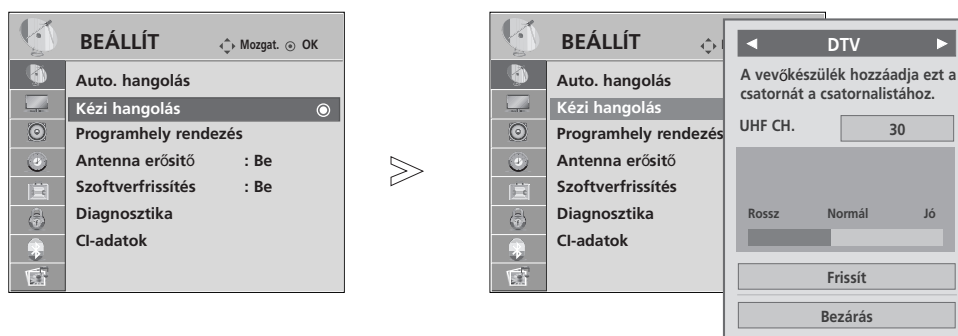 BEÁLLÍT
Mozgat. OK
Auto. hangolás
Kézi hangolás
Programhely rendezés
Antenna erősitő : Be
Szoftverfrissítés : Be
Diagnosztika
CI-adatok
BEÁLLÍT
Auto. hangolás
Kézi hangolás
Programhely rendezés
Antenna erősitő
Szoftverfrissítés
Diagnosztika
CI-adatok
DTV
A vevőkészülék hozzáadja ezt a
csatornát a csatornalistához.
UHF CH. 30
Rossz Normál Jó
Frissít
Bezárás